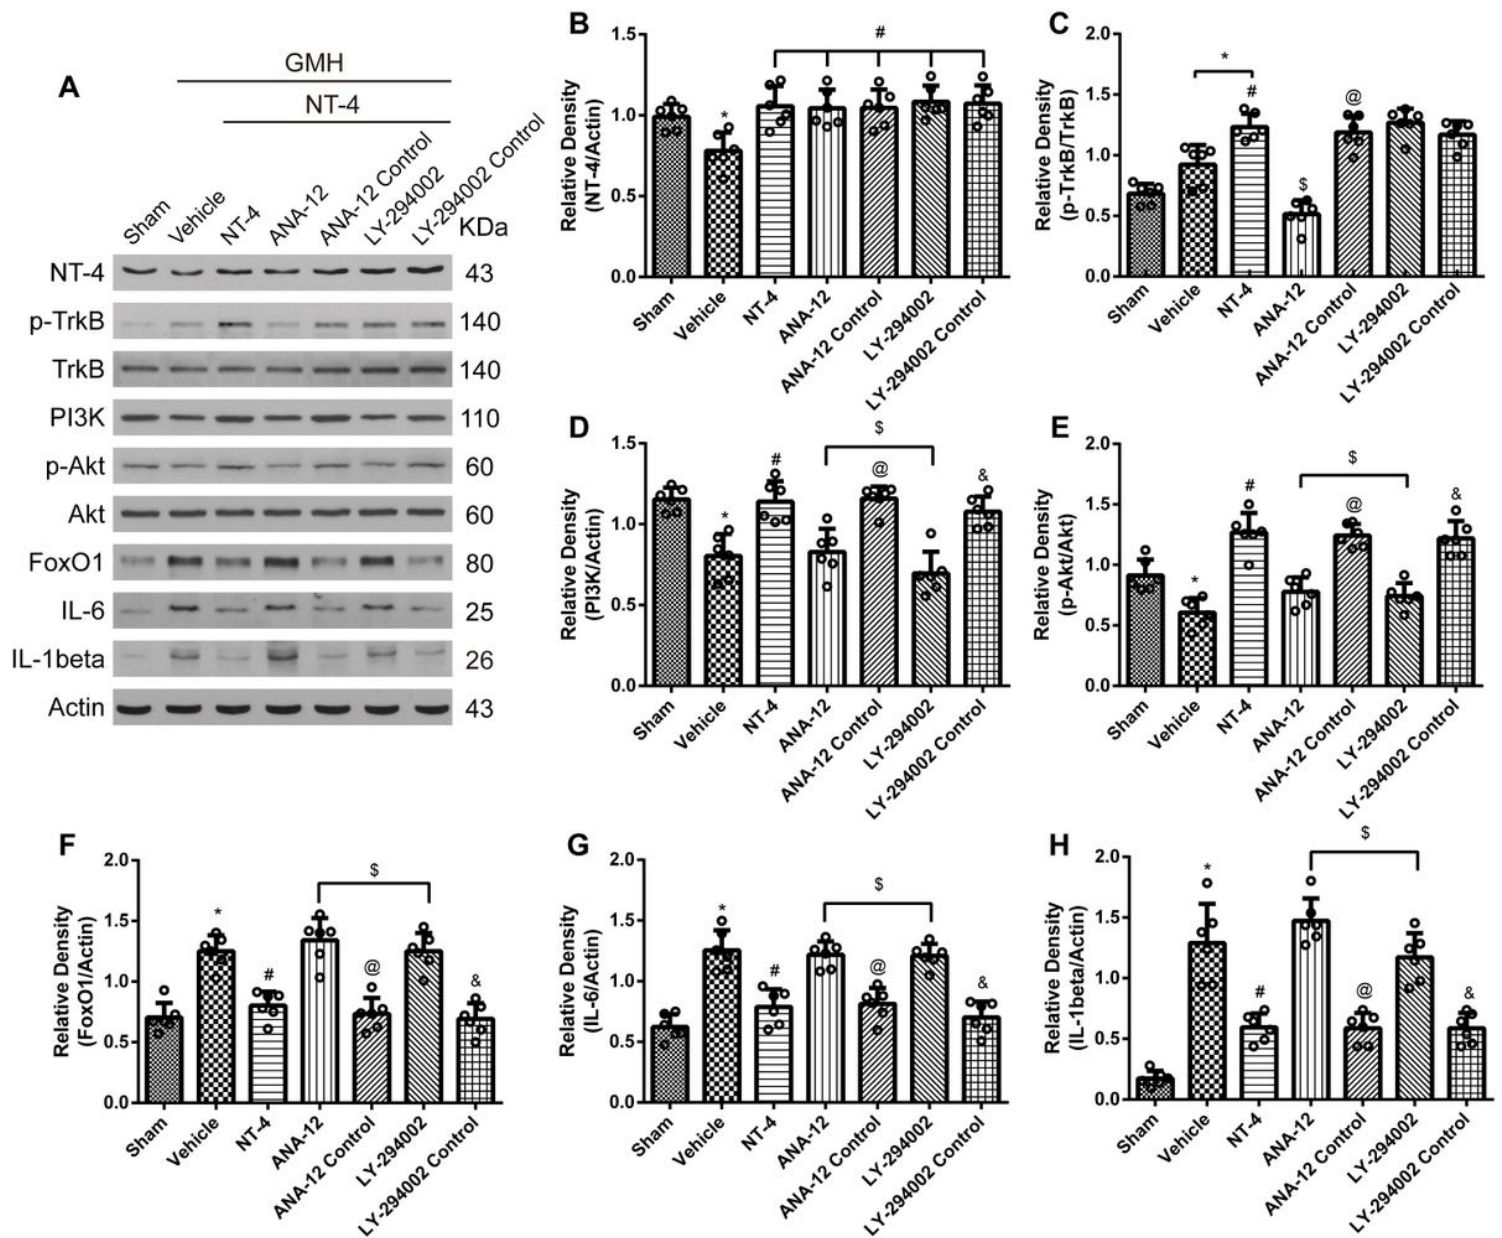 A
GMH
NT-4
Sham
Vehicle
NT-4
ANA-12
ANA-12 Control
LY-294002
LY-294002 Control
KDa
NT-4 43
p-TrkB 140
TrkB 140
PI3K 110
p-Akt 60
Akt 60
FoxO1 80
IL-6 25
IL-1beta 26
Actin 43
B
Relative Density
(NT-4/Actin)
1.5
1.0
0.5
0.0
*
#
Sham
Vehicle
NT-4
ANA-12
ANA-12 Control
LY-294002
LY-294002 Control
C
Relative Density
(p-TrkB/TrkB)
2.0
1.5
1.0
0.5
0.0
*
#
$
@
Sham
Vehicle
NT-4
ANA-12
ANA-12 Control
LY-294002
LY-294002 Control
D
Relative Density
(PI3K/Actin)
1.5
1.0
0.5
0.0
*
#
$
@
&
Sham
Vehicle
NT-4
ANA-12
ANA-12 Control
LY-294002
LY-294002 Control
E
Relative Density
(p-Akt/Akt)
2.0
1.5
1.0
0.5
0.0
*
#
$
@
&
Sham
Vehicle
NT-4
ANA-12
ANA-12 Control
LY-294002
LY-294002 Control
F
Relative Density
(FoxO1/Actin)
2.0
1.5
1.0
0.5
0.0
*
#
$
@
&
Sham
Vehicle
NT-4
ANA-12
ANA-12 Control
LY-294002
LY-294002 Control
G
Relative Density
(IL-6/Actin)
2.0
1.5
1.0
0.5
0.0
*
#
$
@
&
Sham
Vehicle
NT-4
ANA-12
ANA-12 Control
LY-294002
LY-294002 Control
H
Relative Density
(IL-1beta/Actin)
2.0
1.5
1.0
0.5
0.0
*
#
$
@
&
Sham
Vehicle
NT-4
ANA-12
ANA-12 Control
LY-294002
LY-294002 Control